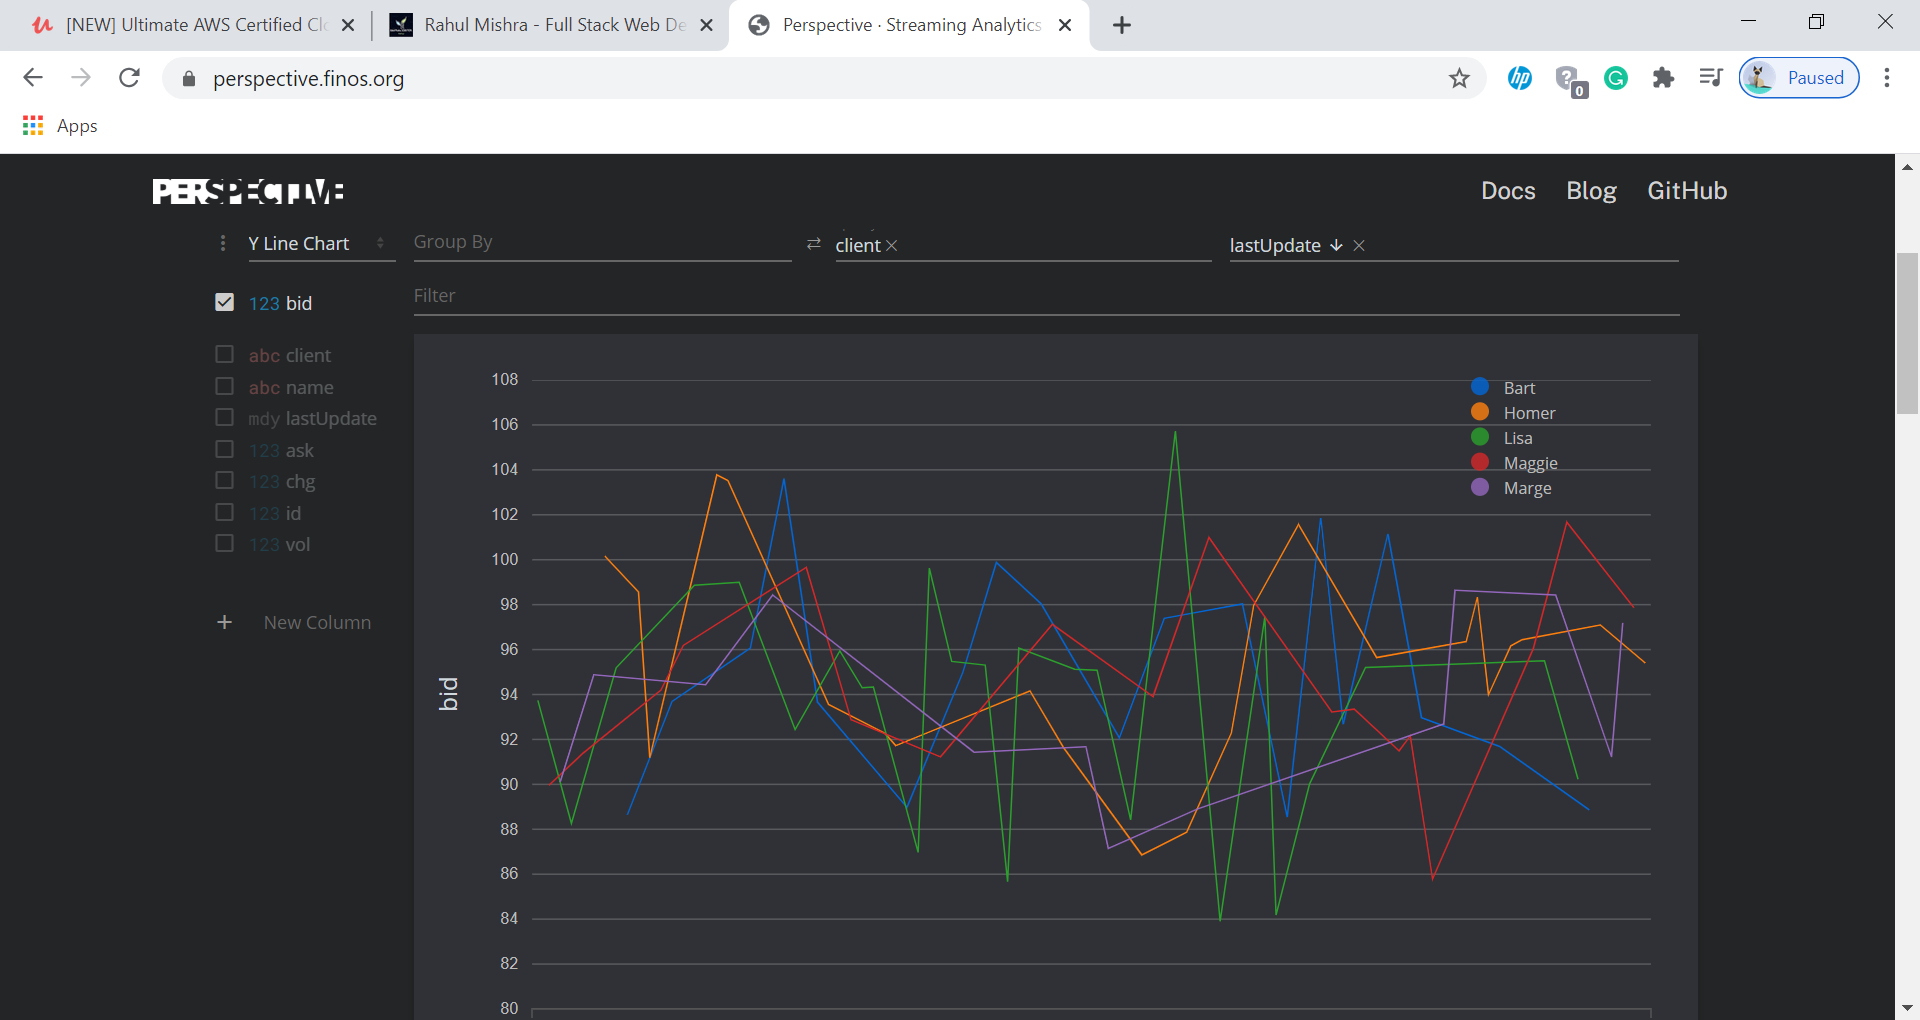 [NEW] Ultimate AWS Certified Clo
Rahul Mishra - Full Stack Web De
Perspective · Streaming Analytics
perspective.finos.org
hp
0
G
Paused
Apps
PERSPECTIVE
Docs
Blog
GitHub
Y Line Chart
Group By
client
lastUpdate
123 bid
Filter
abc client
abc name
mdy lastUpdate
123 ask
123 chg
123 id
123 vol
+ New Column
108
106
104
102
100
98
96
94
92
90
88
86
84
82
80
bid
Bart
Homer
Lisa
Maggie
Marge